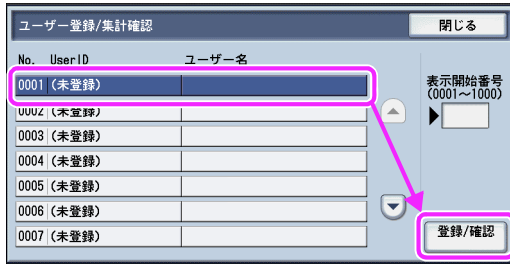 ユーザー登録/集計確認 閉じる
No. UserID ユーザー名
0001 (未登録)
0002 (未登録)
0003 (未登録)
0004 (未登録)
0005 (未登録)
0006 (未登録)
0007 (未登録)
表示開始番号
(0001～1000)
登録/確認